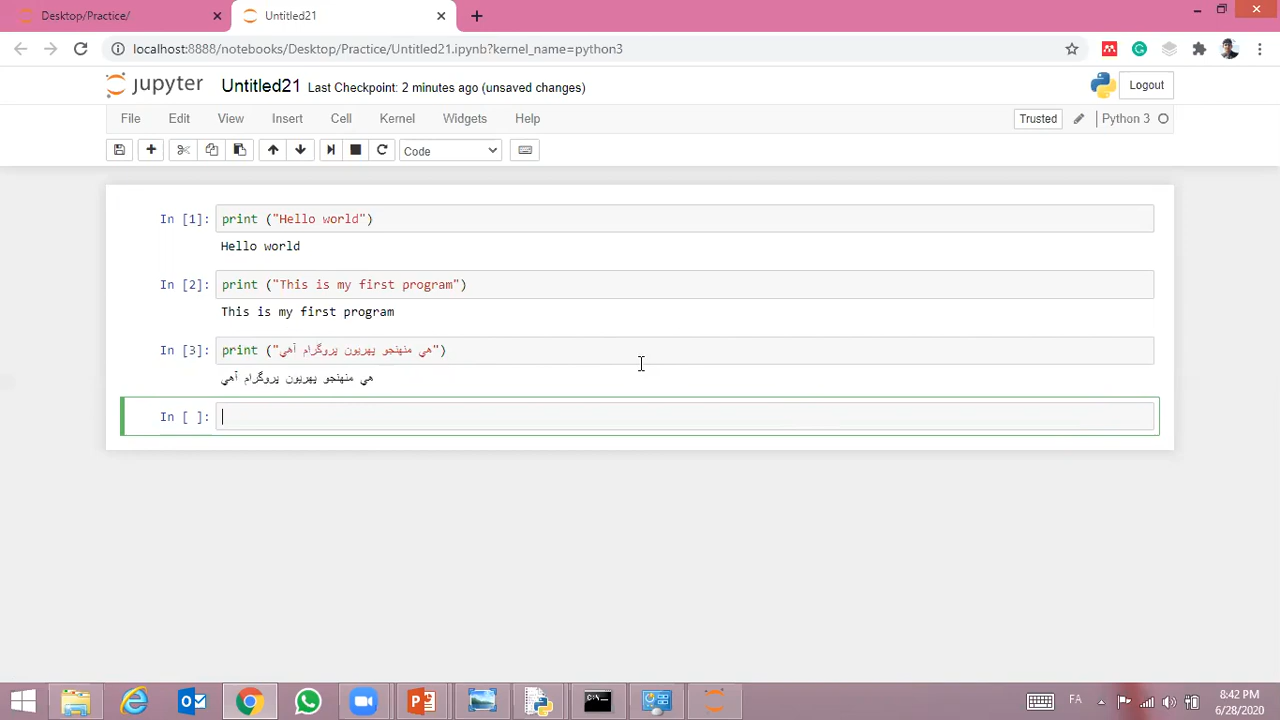 Desktop/Practice/
Untitled21
localhost:8888/notebooks/Desktop/Practice/Untitled21.ipynb?kernel_name=python3
jupyter Untitled21 Last Checkpoint: 2 minutes ago (unsaved changes)
Logout
File Edit View Insert Cell Kernel Widgets Help
Trusted Python 3
Code
In [1]: print ("Hello world")
Hello world
In [2]: print ("This is my first program")
This is my first program
In [3]: print ("هي منهنجو پهريون پروگرام آهي")
هي منهنجو پهريون پروگرام آهي
In [ ]:
FA
8:42 PM
6/28/2020